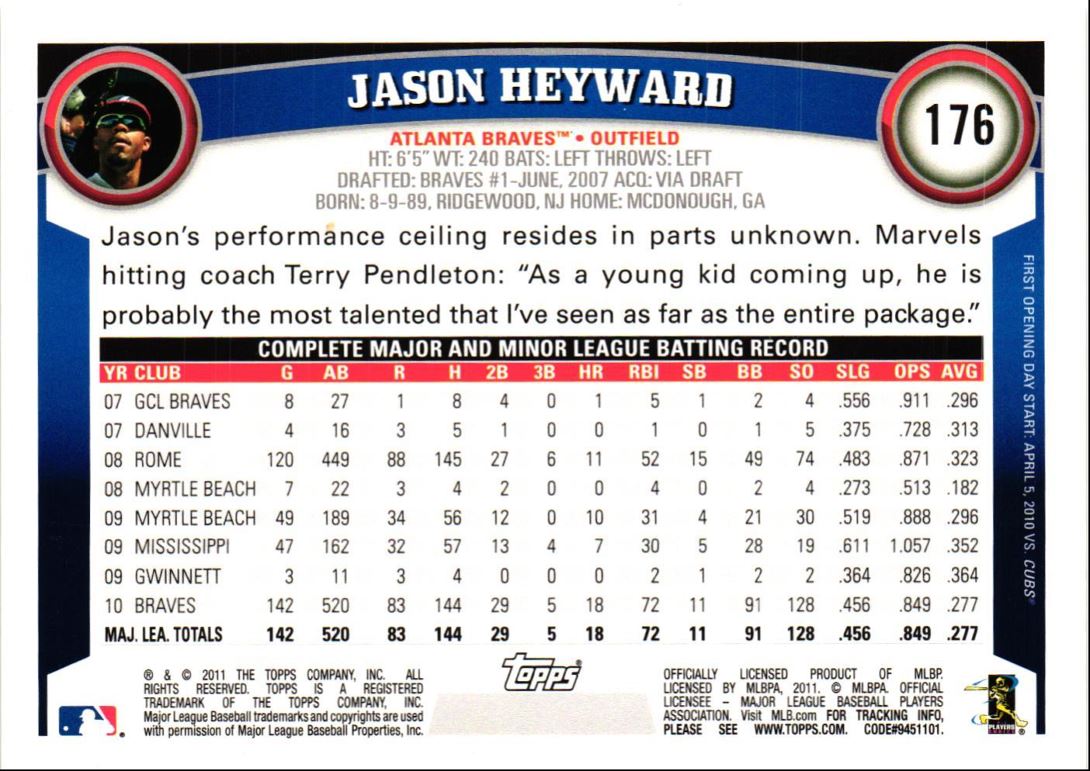 JASON HEYWARD
176
ATLANTA BRAVES™ • OUTFIELD
HT: 6'5" WT: 240 BATS: LEFT THROWS: LEFT
DRAFTED: BRAVES #1-JUNE, 2007 ACQ: VIA DRAFT
BORN: 8-9-89, RIDGEWOOD, NJ HOME: MCDONOUGH, GA
Jason's performance ceiling resides in parts unknown. Marvels
hitting coach Terry Pendleton: "As a young kid coming up, he is
probably the most talented that I've seen as far as the entire package."
COMPLETE MAJOR AND MINOR LEAGUE BATTING RECORD
YR CLUB G AB R H 2B 3B HR RBI SB BB SO SLG OPS AVG
07 GCL BRAVES 8 27 1 8 4 0 1 5 1 2 4 .556 .911 .296
07 DANVILLE 4 16 3 5 1 0 0 1 0 1 5 .375 .728 .313
08 ROME 120 449 88 145 27 6 11 52 15 49 74 .483 .871 .323
08 MYRTLE BEACH 7 22 3 4 2 0 0 4 0 2 4 .273 .513 .182
09 MYRTLE BEACH 49 189 34 56 12 0 10 31 4 21 30 .519 .888 .296
09 MISSISSIPPI 47 162 32 57 13 4 7 30 5 28 19 .611 1.057 .352
09 GWINNETT 3 11 3 4 0 0 0 2 1 2 2 .364 .826 .364
10 BRAVES 142 520 83 144 29 5 18 72 11 91 128 .456 .849 .277
MAJ. LEA. TOTALS 142 520 83 144 29 5 18 72 11 91 128 .456 .849 .277
FIRST OPENING DAY START: APRIL 5, 2010 VS. CUBS®
® & © 2011 THE TOPPS COMPANY, INC. ALL
RIGHTS RESERVED. TOPPS IS A REGISTERED
TRADEMARK OF THE TOPPS COMPANY, INC.
Major League Baseball trademarks and copyrights are used
with permission of Major League Baseball Properties, Inc.
Topps®
OFFICIALLY LICENSED PRODUCT OF MLBP.
LICENSED BY MLBPA, 2011. © MLBPA. OFFICIAL
LICENSEE – MAJOR LEAGUE BASEBALL PLAYERS
ASSOCIATION. Visit MLB.com FOR TRACKING INFO,
PLEASE SEE WWW.TOPPS.COM. CODE#9451101.
PLAYERS
CHOICE ®